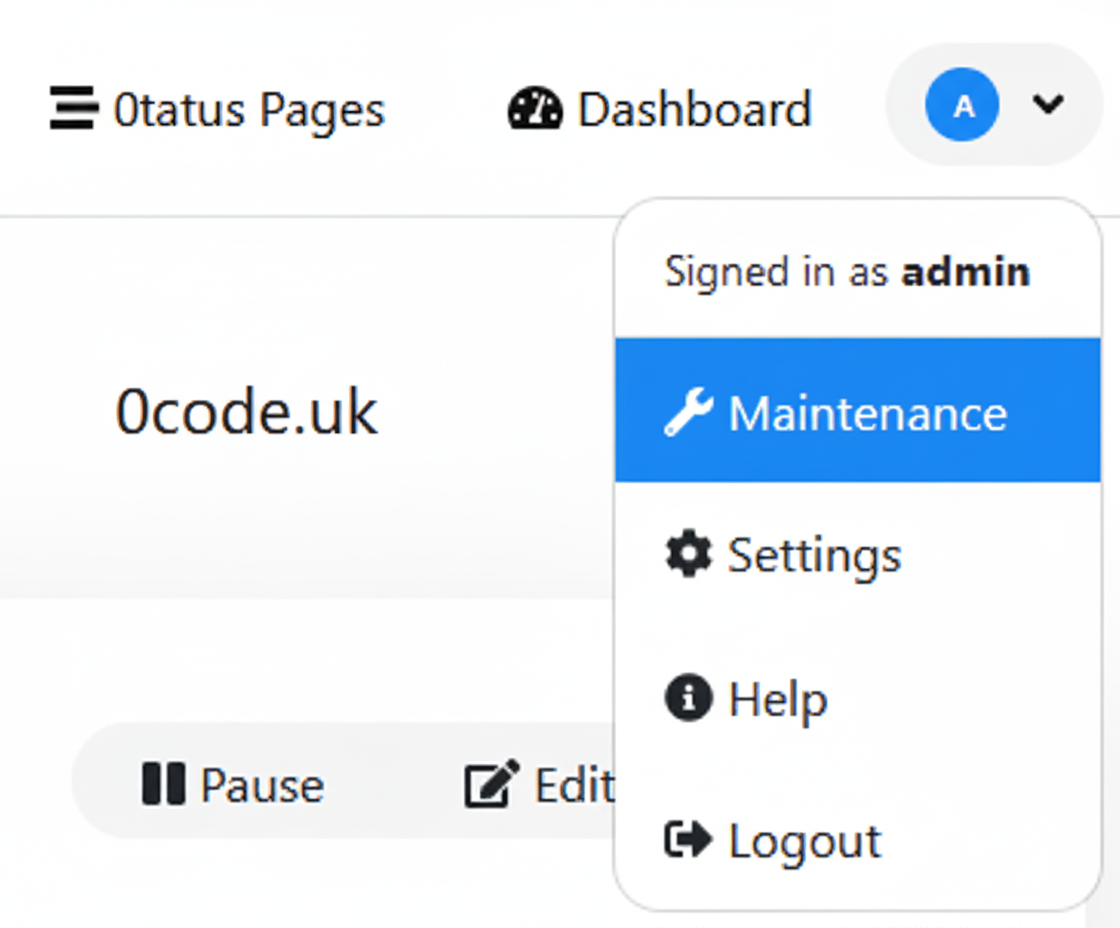 0tatus Pages
Dashboard
A
Signed in as admin
0code.uk
Maintenance
Settings
Help
Pause
Edit
Logout